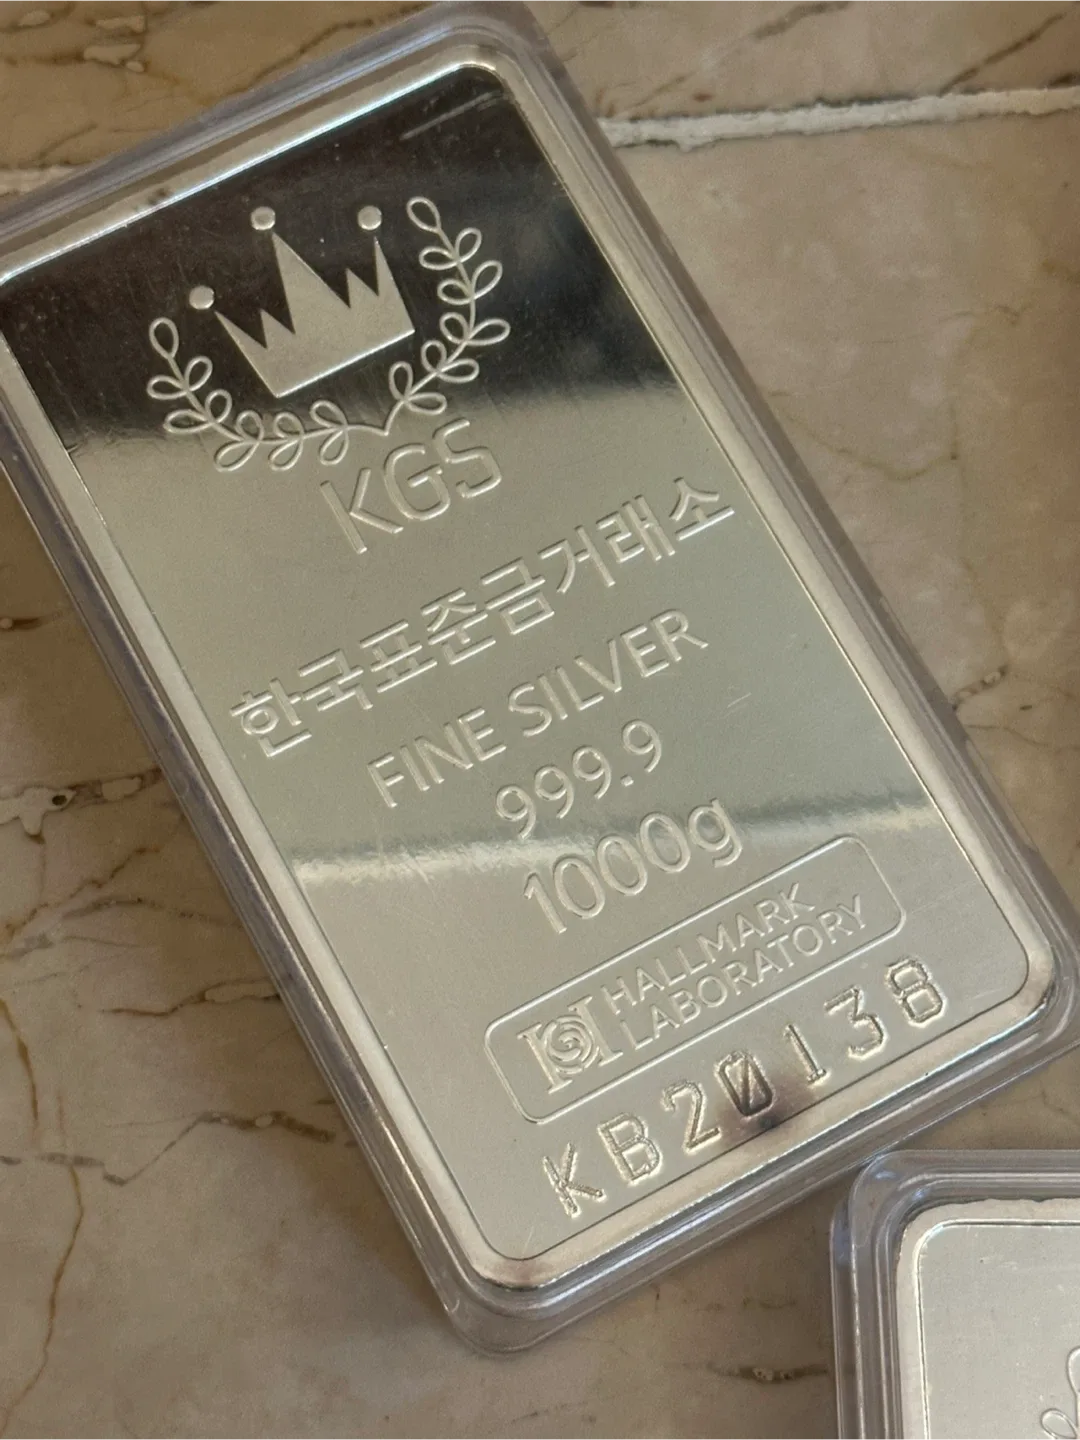 KGS
한국표준금거래소
FINE SILVER
999.9
1000g
HALLMARK
LABORATORY
KB20138